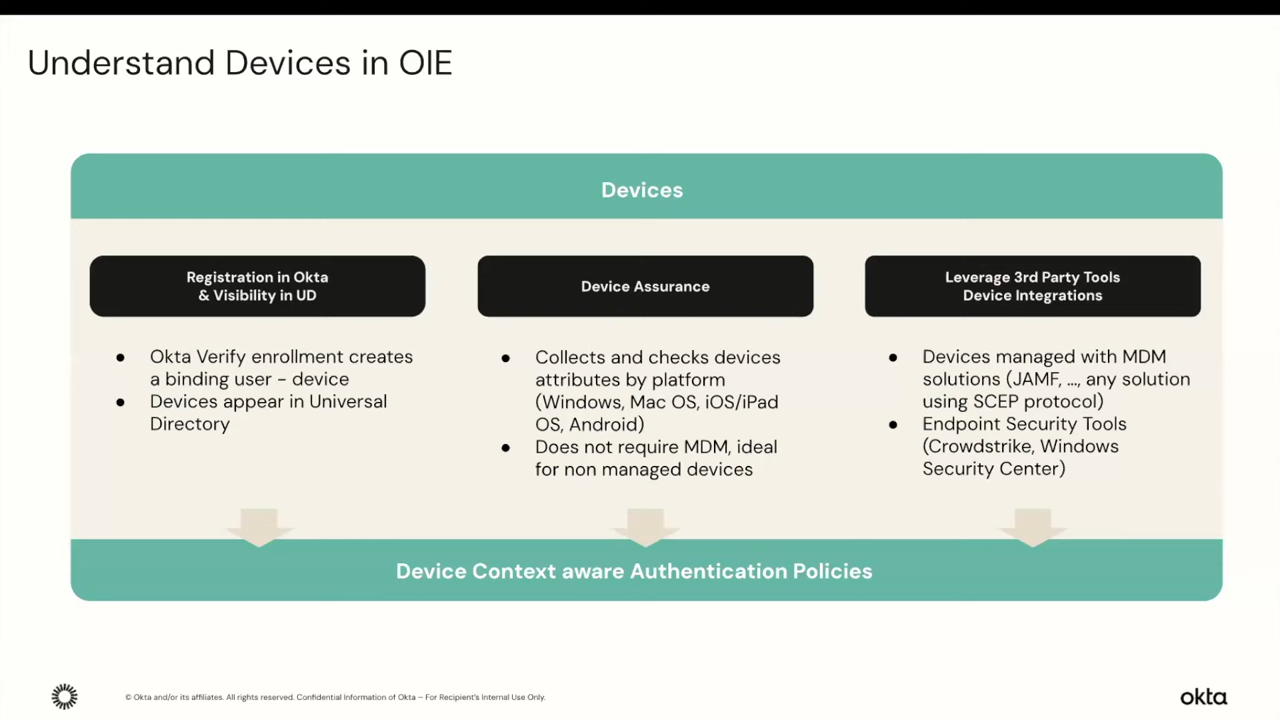 Understand Devices in OIE
Devices
Registration in Okta
& Visibility in UD
● Okta Verify enrollment creates
a binding user - device
● Devices appear in Universal
Directory
Device Assurance
● Collects and checks devices
attributes by platform
(Windows, Mac OS, iOS/iPad
OS, Android)
● Does not require MDM, ideal
for non managed devices
Leverage 3rd Party Tools
Device Integrations
● Devices managed with MDM
solutions (JAMF, ..., any solution
using SCEP protocol)
● Endpoint Security Tools
(Crowdstrike, Windows
Security Center)
Device Context aware Authentication Policies
© Okta and/or its affiliates. All rights reserved. Confidential Information of Okta – For Recipient's Internal Use Only.
okta